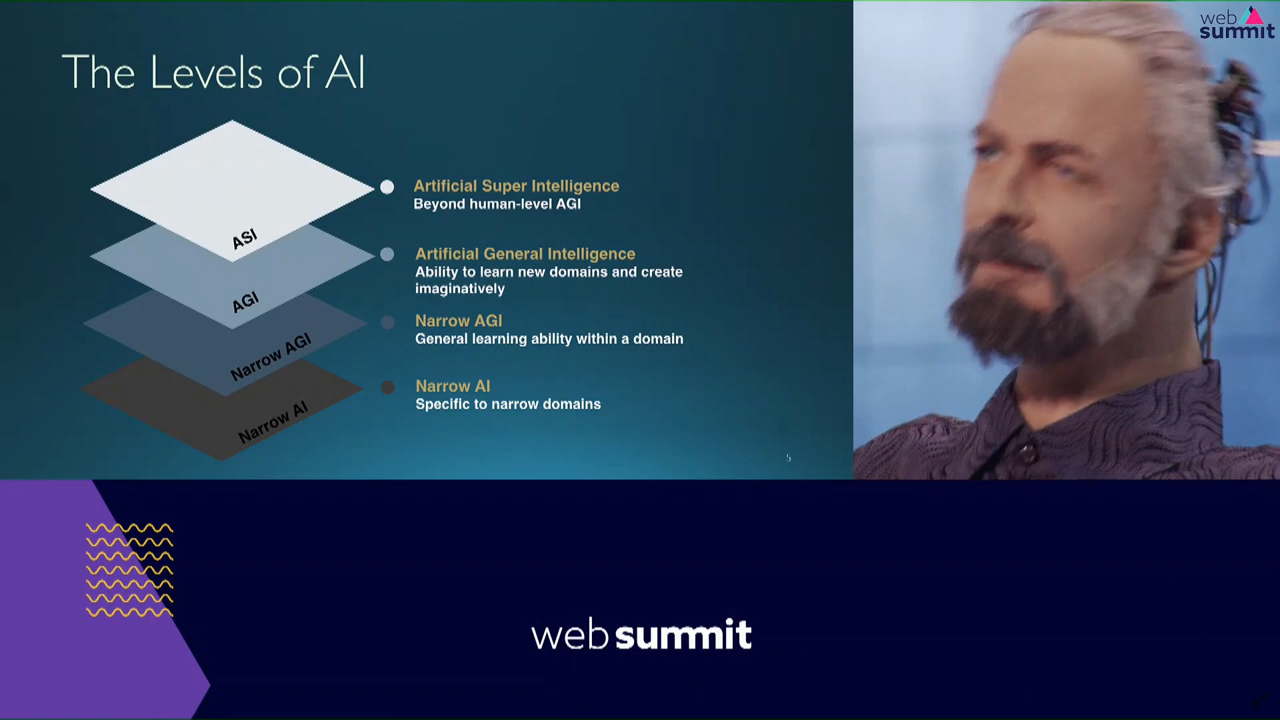 The Levels of AI
ASI
Artificial Super Intelligence
Beyond human-level AGI
AGI
Artificial General Intelligence
Ability to learn new domains and create
imaginatively
Narrow AGI
Narrow AGI
General learning ability within a domain
Narrow AI
Narrow AI
Specific to narrow domains
5
web
summit
web summit